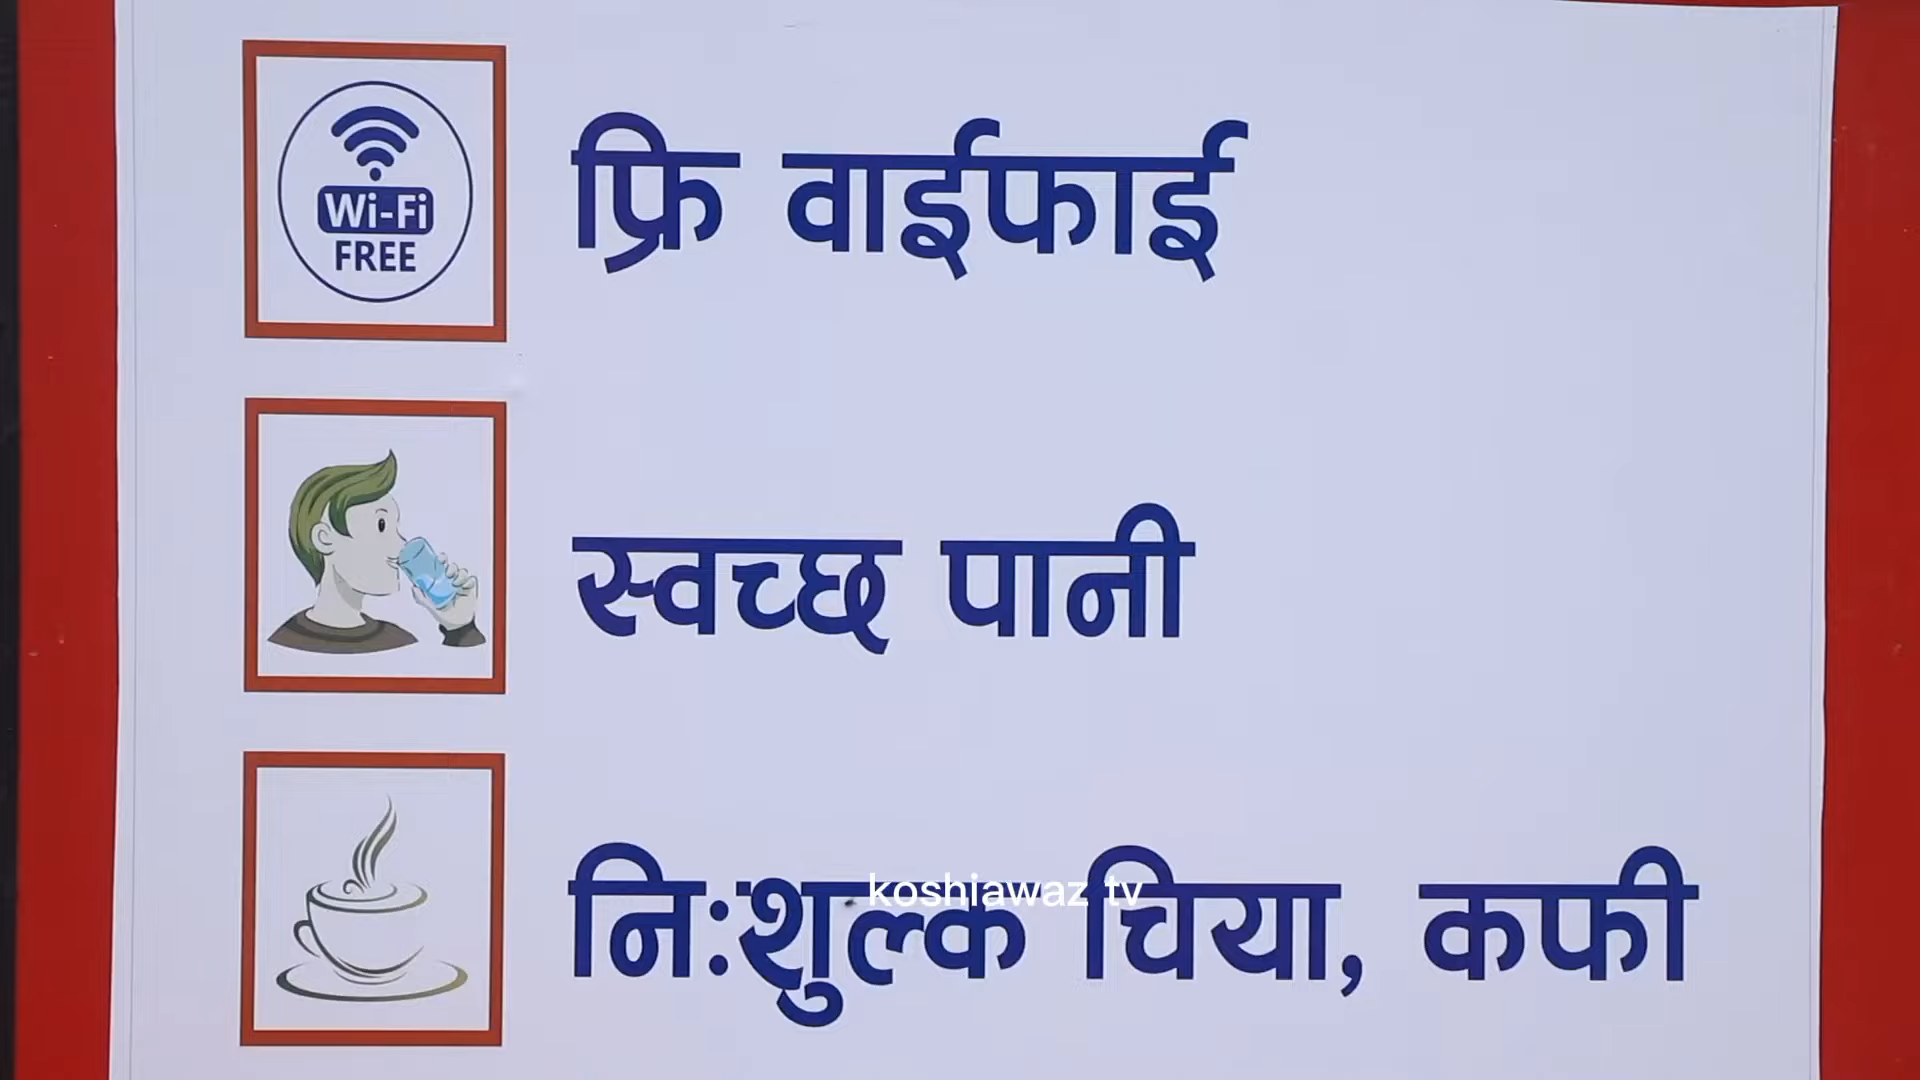 Wi-Fi
FREE
फ्रि वाईफाई
स्वच्छ पानी
नि:शुल्क चिया, कफी
koshiawaz tv